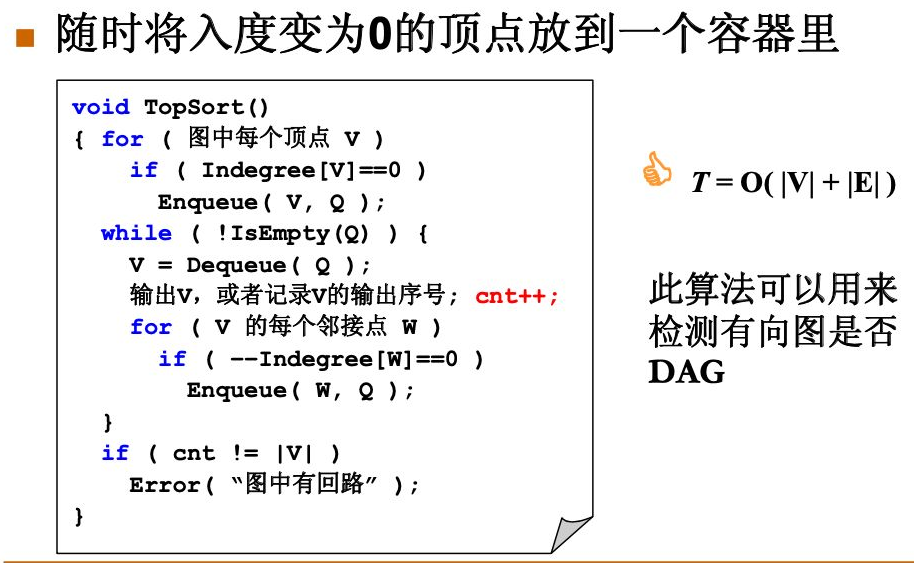 随时将入度变为0的顶点放到一个容器里
void TopSort()
{ for ( 图中每个顶点 V )
if ( Indegree[V]==0 )
Enqueue( V, Q );
while ( !IsEmpty(Q) ) {
V = Dequeue( Q );
输出V，或者记录V的输出序号; cnt++;
for ( V 的每个邻接点 W )
if ( --Indegree[W]==0 )
Enqueue( W, Q );
}
if ( cnt != |V| )
Error( “图中有回路” );
}
T = O( |V| + |E| )
此算法可以用来
检测有向图是否
DAG